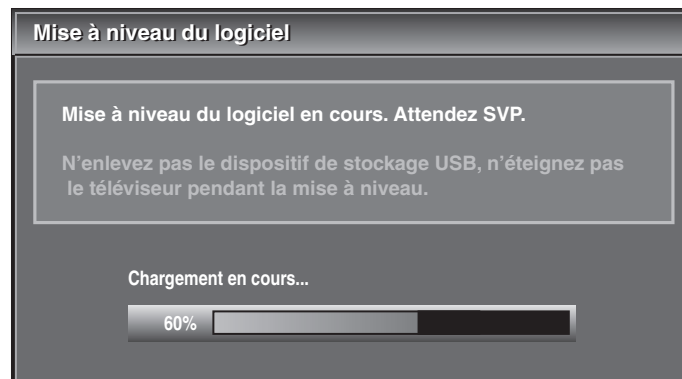 Mise à niveau du logiciel
Mise à niveau du logiciel en cours. Attendez SVP.
N'enlevez pas le dispositif de stockage USB, n'éteignez pas
le téléviseur pendant la mise à niveau.
Chargement en cours...
60%